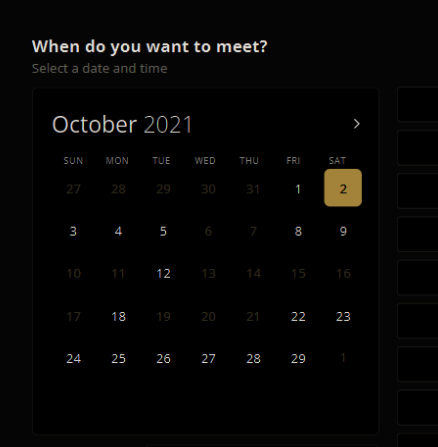 When do you want to meet?
Select a date and time
October 2021 >
SUN MON TUE WED THU FRI SAT
27 28 29 30 31 1 2
3 4 5 6 7 8 9
10 11 12 13 14 15 16
17 18 19 20 21 22 23
24 25 26 27 28 29 1